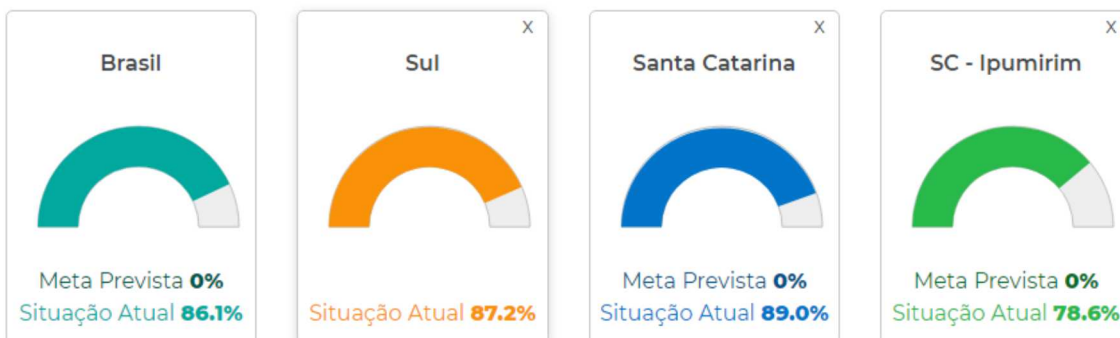 Brasil
Meta Prevista 0%
Situação Atual 86.1%
X
Sul
Situação Atual 87.2%
X
Santa Catarina
Meta Prevista 0%
Situação Atual 89.0%
X
SC - Ipumirim
Meta Prevista 0%
Situação Atual 78.6%